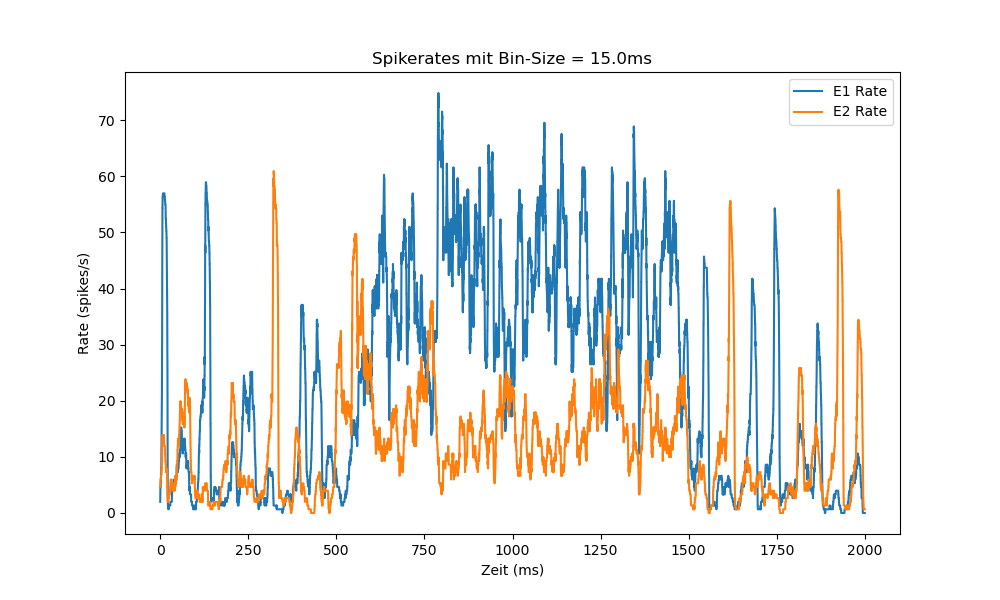 Spikerates mit Bin-Size = 15.0ms
E1 Rate
E2 Rate
Rate (spikes/s)
70
60
50
40
30
20
10
0
0 250 500 750 1000 1250 1500 1750 2000
Zeit (ms)